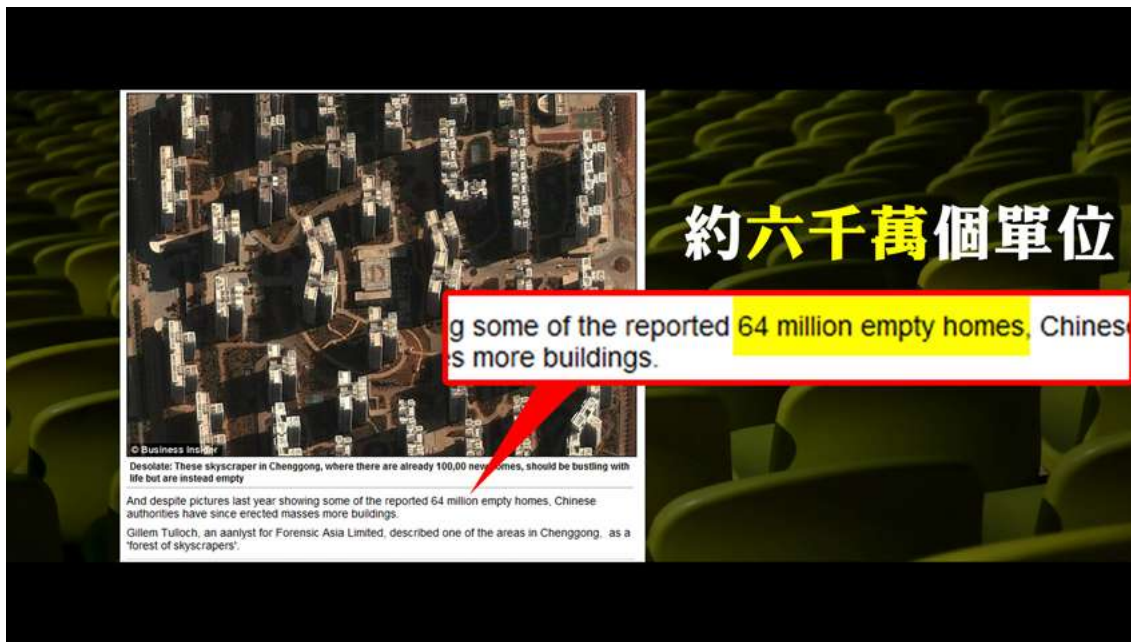 © Business Insider
Desolate: These skyscraper in Chenggong, where there are already 100,00 new homes, should be bustling with
life but are instead empty
And despite pictures last year showing some of the reported 64 million empty homes, Chinese
authorities have since erected masses more buildings.
Gillem Tulloch, an aanlyst for Forensic Asia Limited, described one of the areas in Chenggong, as a
'forest of skyscrapers'.
約六千萬個單位
g some of the reported 64 million empty homes, Chinese
s more buildings.